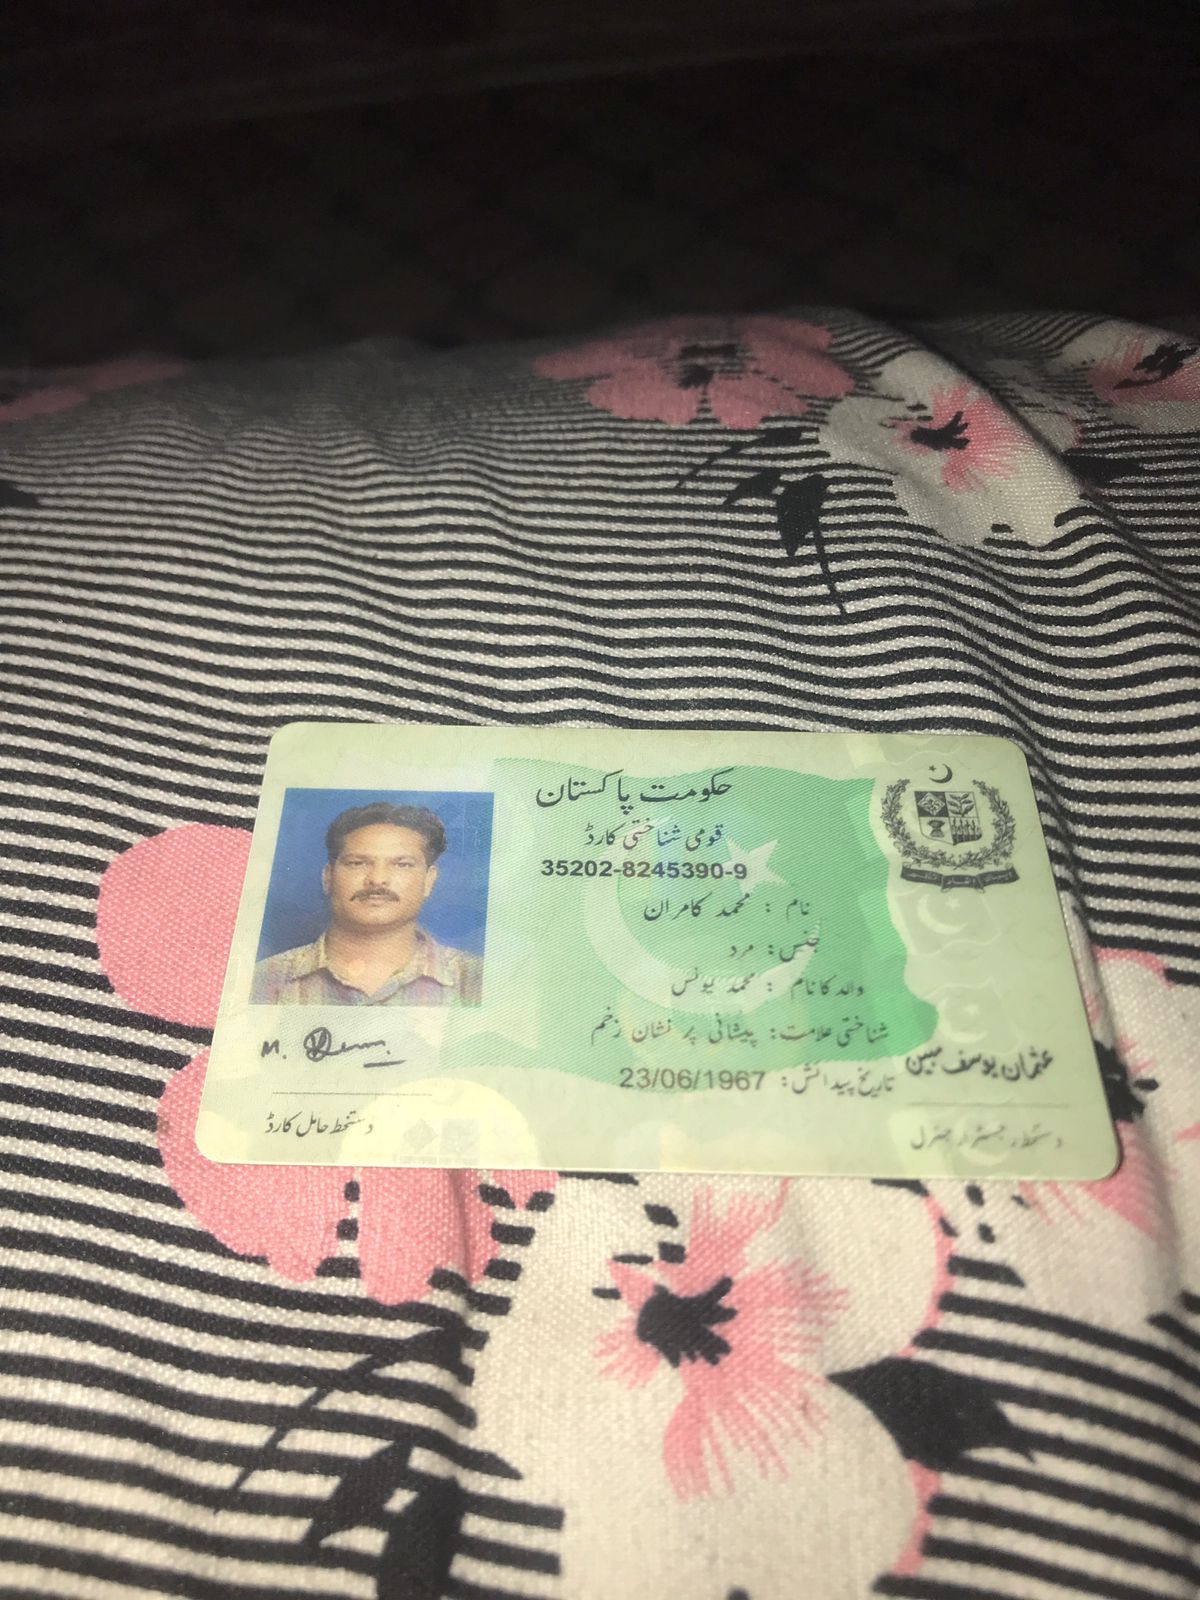 حکومت پاکستان
قومی شناختی کارڈ
35202-8245390-9
نام : محمد کامران
جنس: مرد
والد کا نام : محمد یونس
شناختی علامت: پیشانی پر نشان زخم
تاریخ پیدائش: 23/06/1967
عثمان یوسف مبین
M.
دستخط حامل کارڈ
دستخط رجسٹرار جنرل